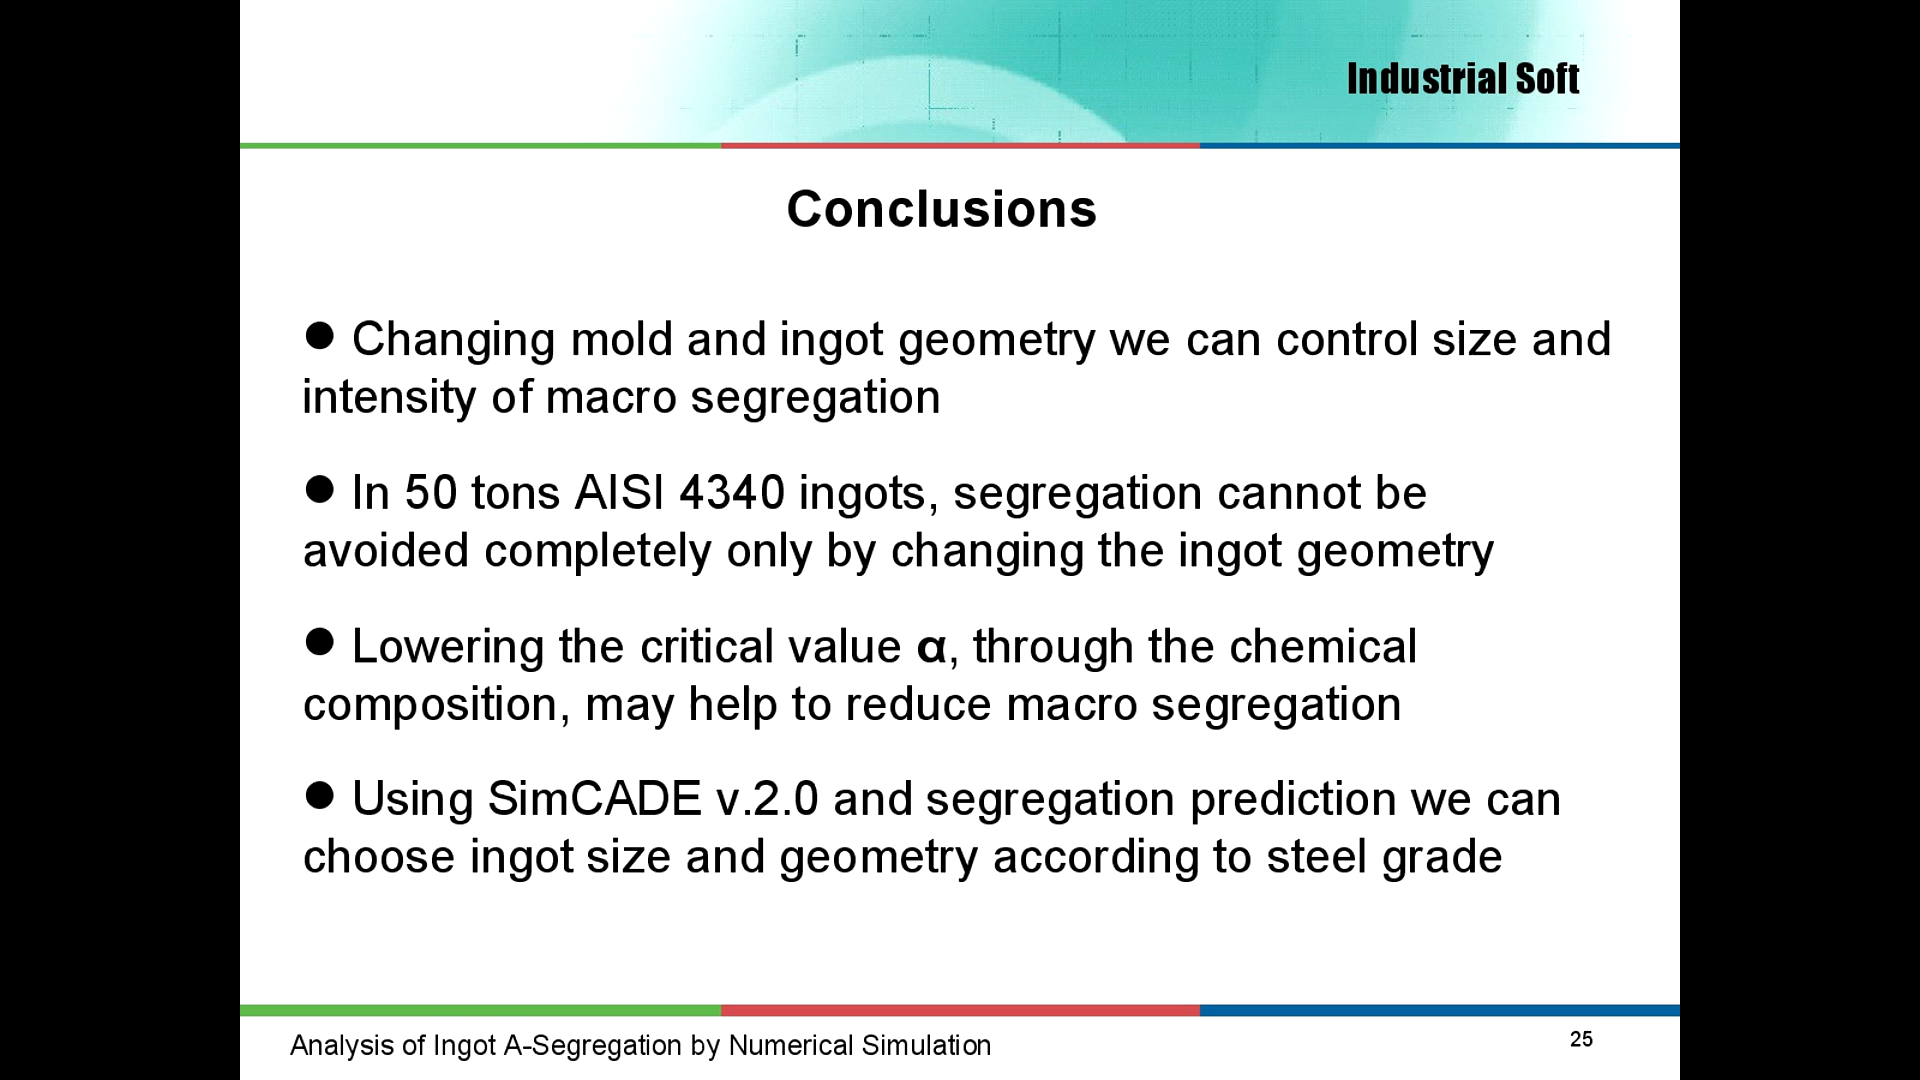 Industrial Soft
Conclusions
● Changing mold and ingot geometry we can control size and
intensity of macro segregation
● In 50 tons AISI 4340 ingots, segregation cannot be
avoided completely only by changing the ingot geometry
● Lowering the critical value α, through the chemical
composition, may help to reduce macro segregation
● Using SimCADE v.2.0 and segregation prediction we can
choose ingot size and geometry according to steel grade
Analysis of Ingot A-Segregation by Numerical Simulation
25